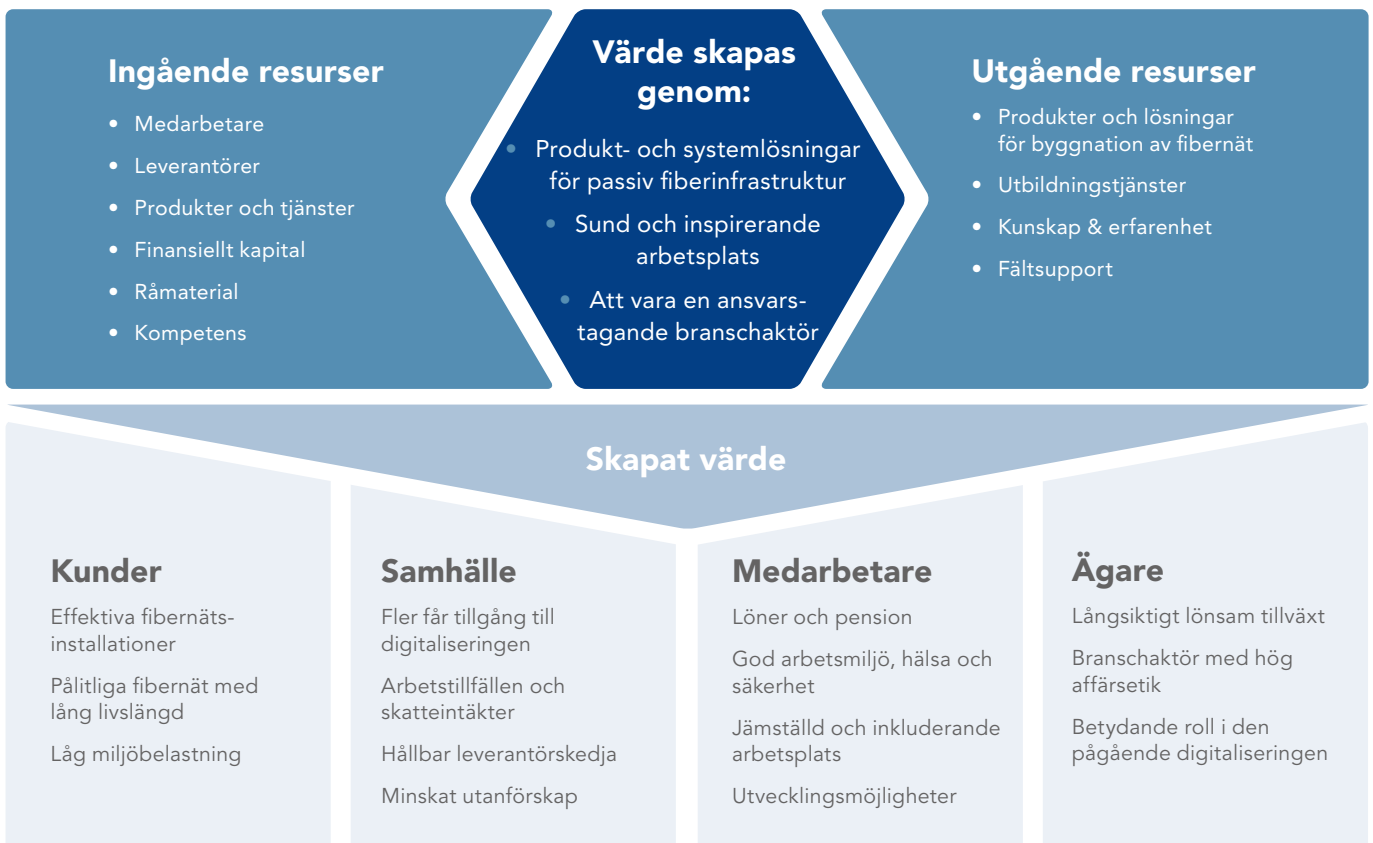 Ingående resurser
• Medarbetare
• Leverantörer
• Produkter och tjänster
• Finansiellt kapital
• Råmaterial
• Kompetens
Värde skapas
genom:
• Produkt- och systemlösningar
för passiv fiberinfrastruktur
• Sund och inspirerande
arbetsplats
• Att vara en ansvars-
tagande branschaktör
Utgående resurser
• Produkter och lösningar
för byggnation av fibernät
• Utbildningstjänster
• Kunskap & erfarenhet
• Fältsupport
Skapat värde
Kunder
Effektiva fibernäts-
installationer
Pålitliga fibernät med
lång livslängd
Låg miljöbelastning
Samhälle
Fler får tillgång till
digitaliseringen
Arbetstillfällen och
skatteintäkter
Hållbar leverantörskedja
Minskat utanförskap
Medarbetare
Löner och pension
God arbetsmiljö, hälsa och
säkerhet
Jämställd och inkluderande
arbetsplats
Utvecklingsmöjligheter
Ägare
Långsiktigt lönsam tillväxt
Branschaktör med hög
affärsetik
Betydande roll i den
pågående digitaliseringen